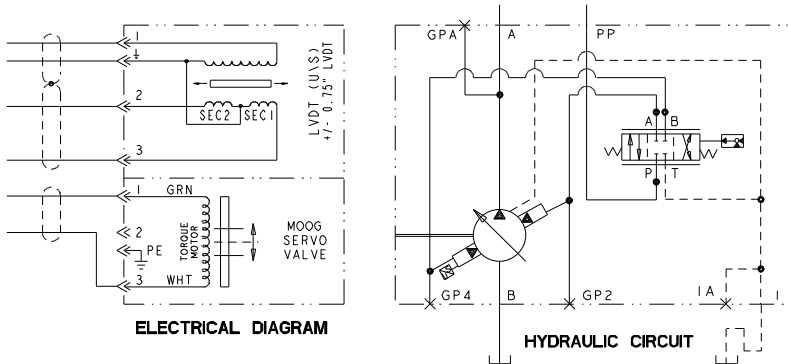 1
2
3
LVDT (U|S)
+/- 0.75" LVDT
SEC2
SEC1
1
GRN
2
PE
3
WHT
TORQUE
MOTOR
MOOG
SERVO
VALVE
ELECTRICAL DIAGRAM
GPA
A
PP
A
B
P
T
GP4
B
GP2
IA
I
HYDRAULIC CIRCUIT